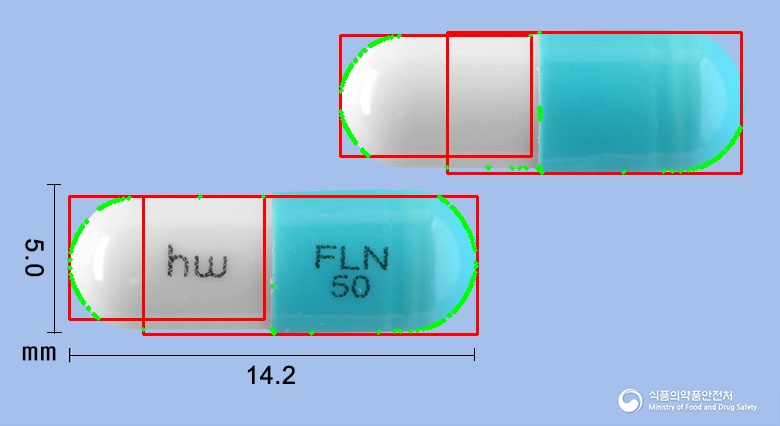 5.0
hw
FLN
50
mm
14.2
식품의약품안전처
Ministry of Food and Drug Safety